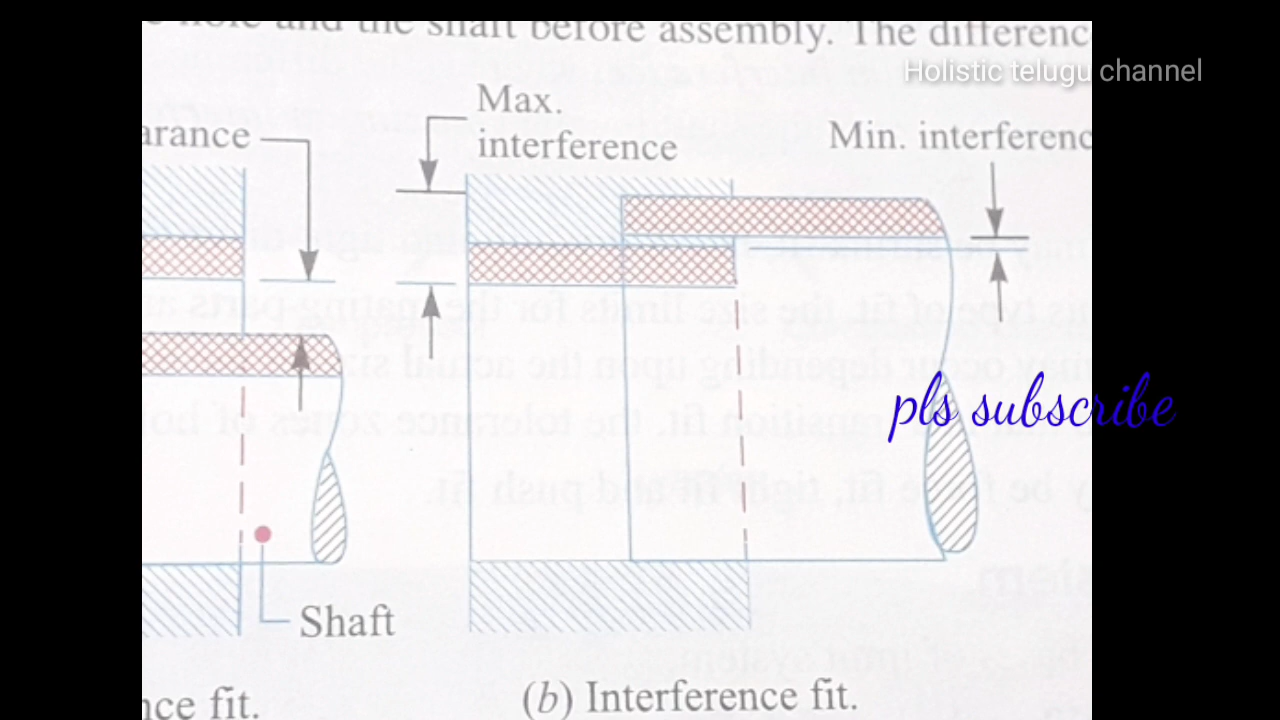 hole and the shaft before assembly. The differenc
Holistic telugu channel
Max.
interference
Min. interferenc
arance
pls subscribe
Shaft
nce fit.
(b) Interference fit.